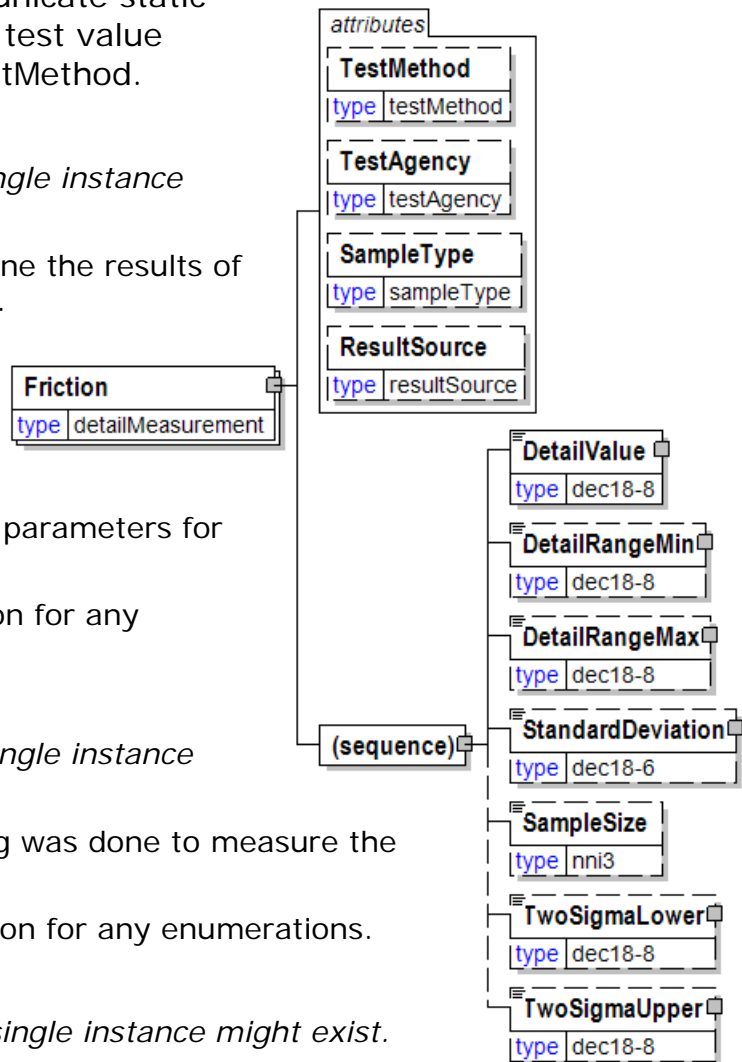 unicate static
test value
tMethod.
ngle instance
ne the results of
.
parameters for
on for any
ngle instance
g was done to measure the
on for any enumerations.
single instance might exist.
Friction
type detailMeasurement
attributes
TestMethod
type testMethod
TestAgency
type testAgency
SampleType
type sampleType
ResultSource
type resultSource
(sequence)
DetailValue
type dec18-8
DetailRangeMin
type dec18-8
DetailRangeMax
type dec18-8
StandardDeviation
type dec18-6
SampleSize
type nni3
TwoSigmaLower
type dec18-8
TwoSigmaUpper
type dec18-8